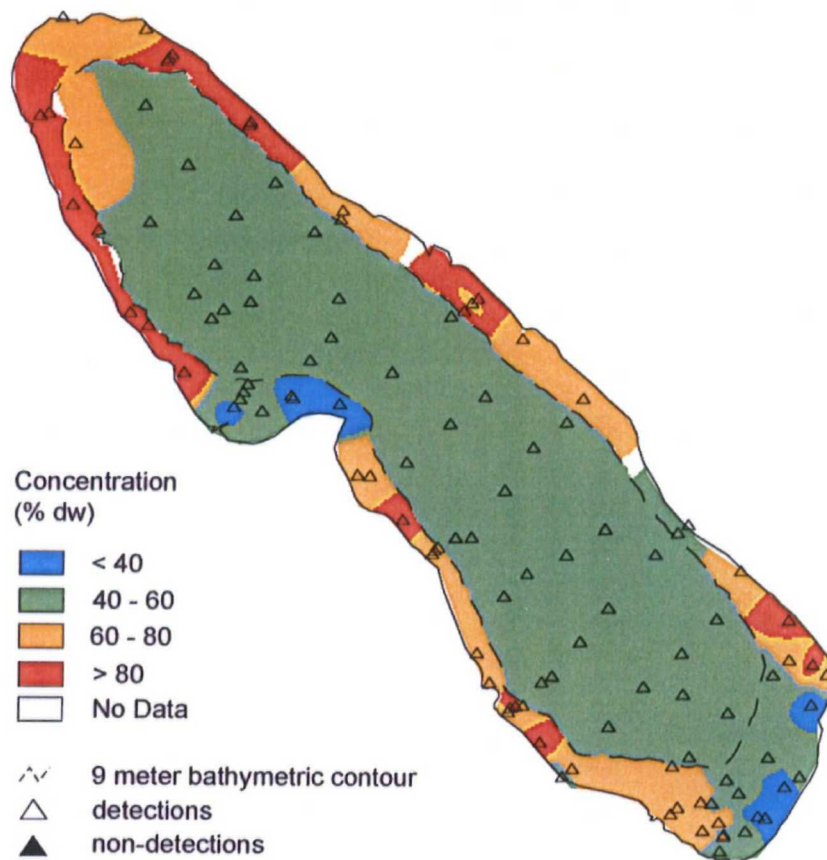 Concentration
(% dw)
< 40
40 - 60
60 - 80
> 80
No Data
9 meter bathymetric contour
detections
non-detections